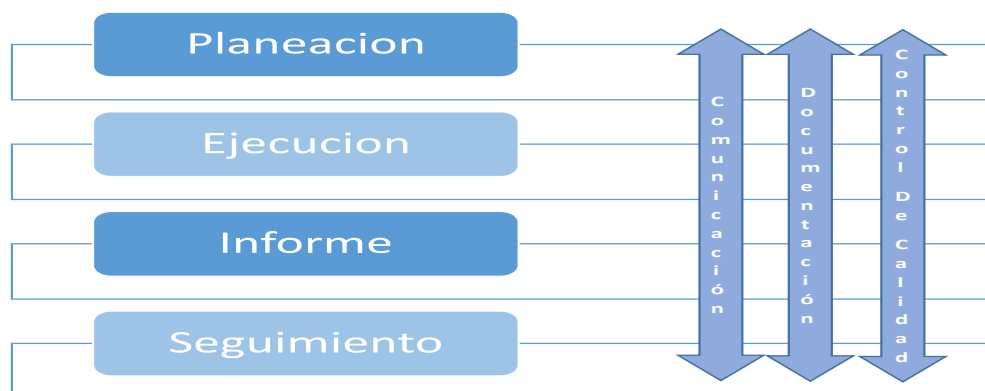 Planeacion
Ejecucion
Informe
Seguimiento
Comunicación
Documentación
Control De Calidad